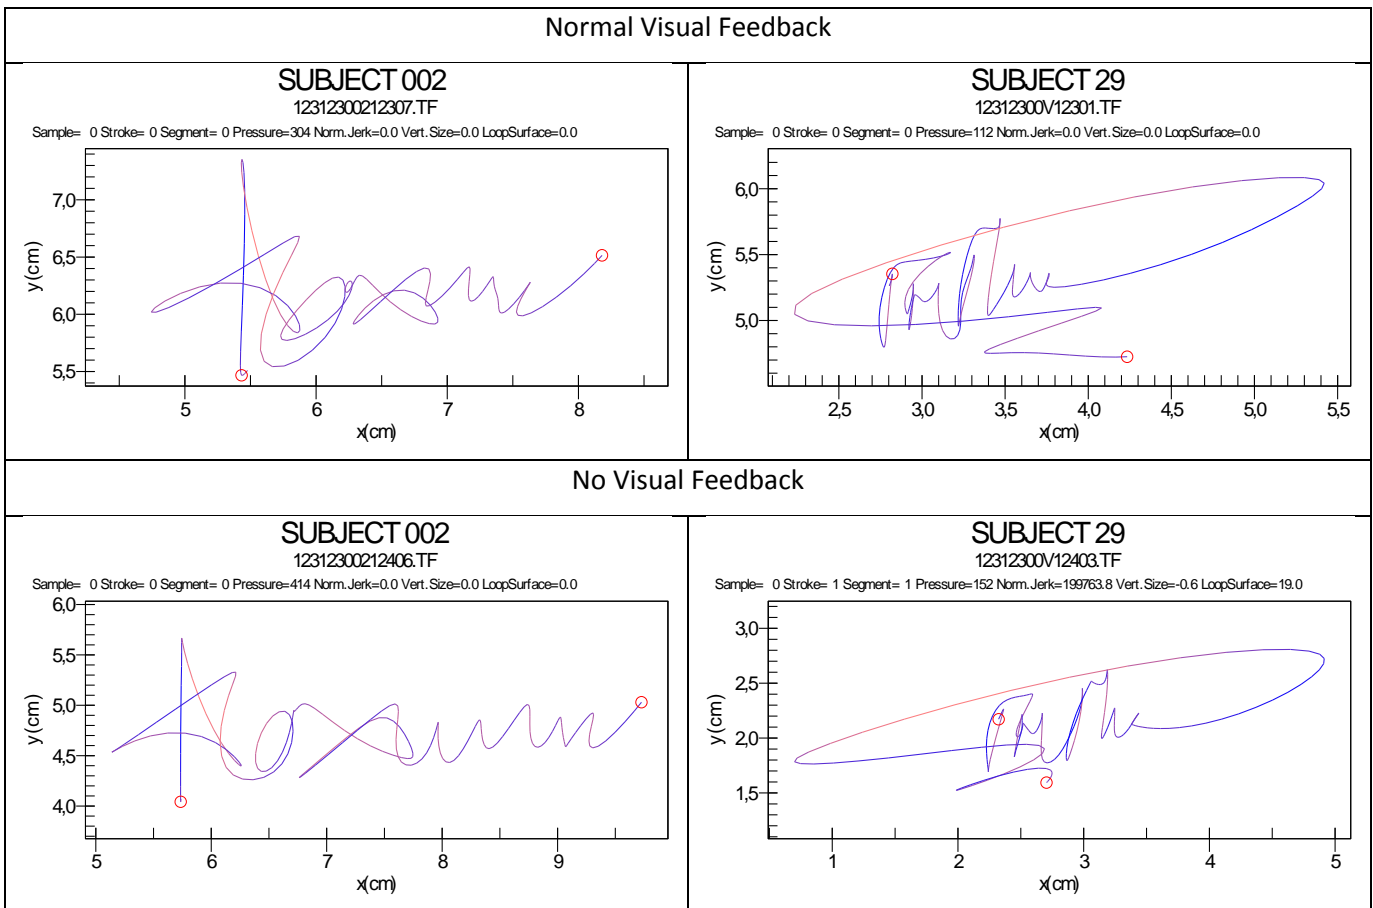 Normal Visual Feedback
SUBJECT 002
12312300212307.TF
Sample= 0 Stroke= 0 Segment= 0 Pressure=304 Norm.Jerk=0.0 Vert.Size=0.0 LoopSurface=0.0
7,0
6,5
6,0
5,5
y(cm)
5 6 7 8
x(cm)
SUBJECT 29
12312300V12301.TF
Sample= 0 Stroke= 0 Segment= 0 Pressure=112 Norm.Jerk=0.0 Vert.Size=0.0 LoopSurface=0.0
6,0
5,5
5,0
y(cm)
2,5 3,0 3,5 4,0 4,5 5,0 5,5
x(cm)
No Visual Feedback
SUBJECT 002
12312300212406.TF
Sample= 0 Stroke= 0 Segment= 0 Pressure=414 Norm.Jerk=0.0 Vert.Size=0.0 LoopSurface=0.0
6,0
5,5
5,0
4,5
4,0
y(cm)
5 6 7 8 9
x(cm)
SUBJECT 29
12312300V12403.TF
Sample= 0 Stroke= 1 Segment= 1 Pressure=152 Norm.Jerk=199763.8 Vert.Size=-0.6 LoopSurface=19.0
3,0
2,5
2,0
1,5
y(cm)
1 2 3 4 5
x(cm)